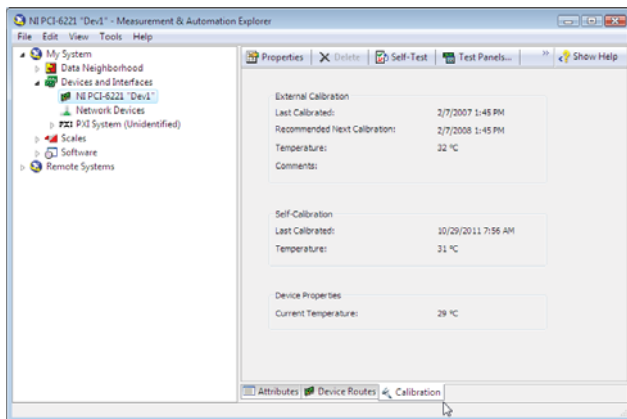 NI PCI-6221 "Dev1" - Measurement & Automation Explorer
File Edit View Tools Help
My System
Data Neighborhood
Devices and Interfaces
NI PCI-6221 "Dev1"
Network Devices
PXI PXI System (Unidentified)
Scales
Software
Remote Systems
Properties Delete Self-Test Test Panels... » Show Help
External Calibration
Last Calibrated: 2/7/2007 1:45 PM
Recommended Next Calibration: 2/7/2008 1:45 PM
Temperature: 32 °C
Comments:
Self-Calibration
Last Calibrated: 10/29/2011 7:56 AM
Temperature: 31 °C
Device Properties
Current Temperature: 29 °C
Attributes Device Routes Calibration